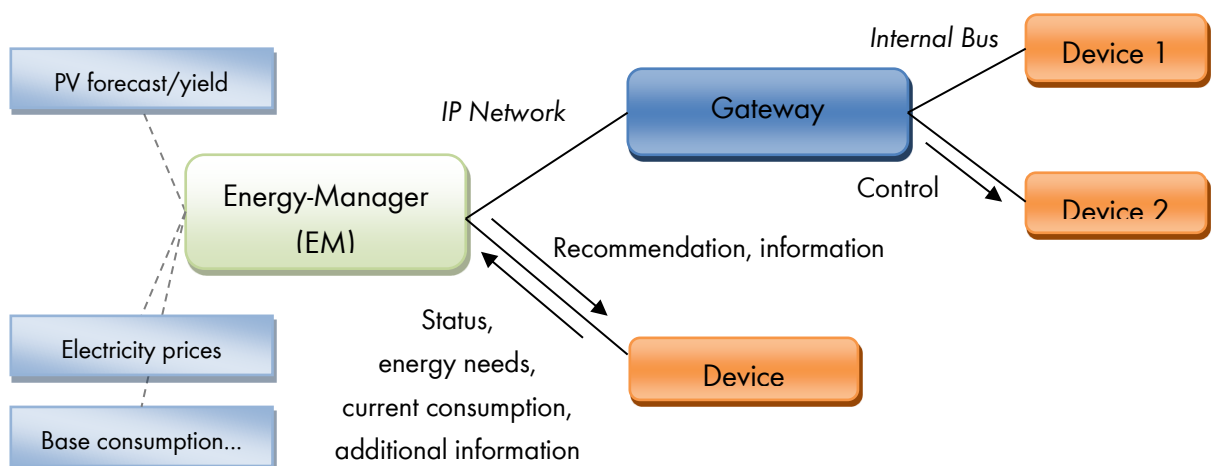 Internal Bus
Device 1
PV forecast/yield
IP Network
Gateway
Energy-Manager
(EM)
Control
Device 2
Recommendation, information
Status,
energy needs,
current consumption,
additional information
Electricity prices
Device
Base consumption...